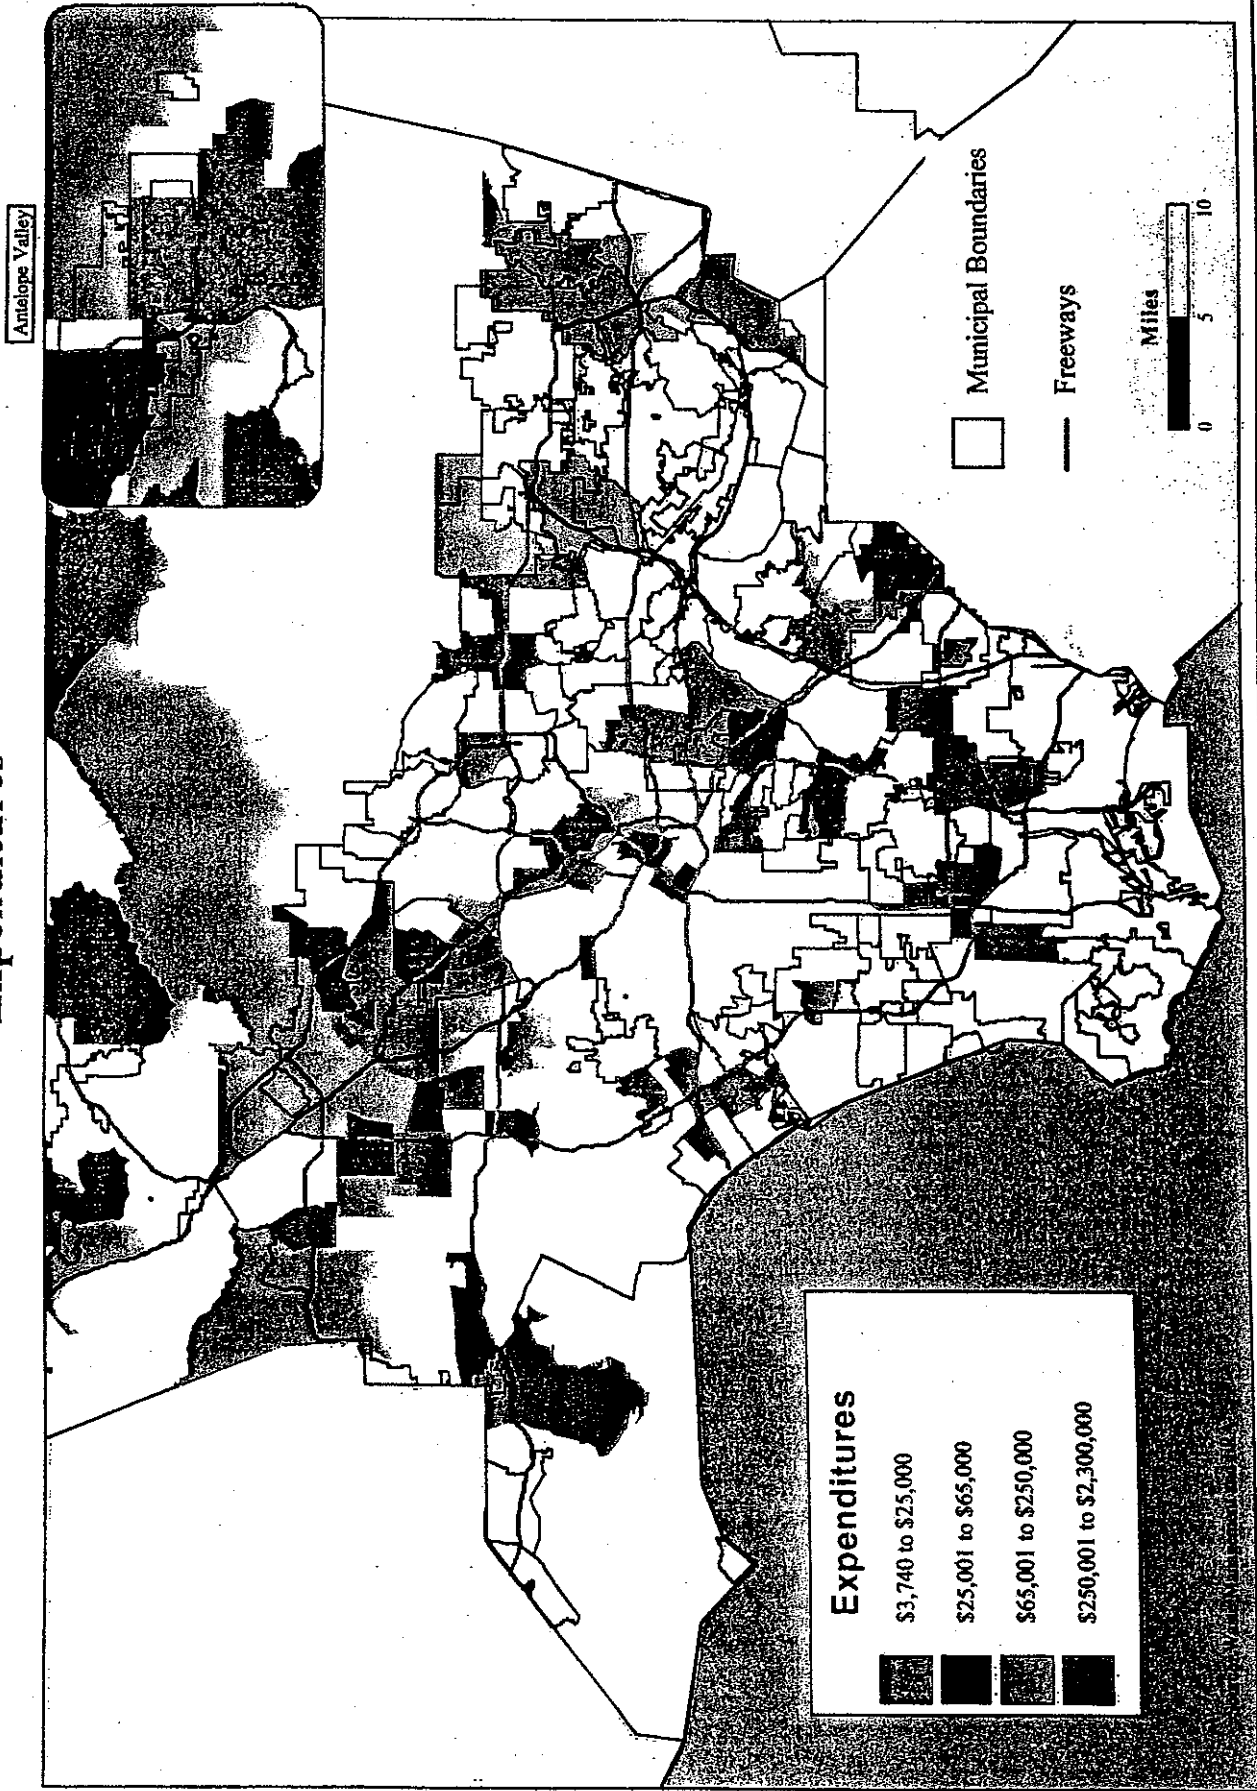 Antelope Valley
Expenditures
$3,740 to $25,000
$25,001 to $65,000
$65,001 to $250,000
$250,001 to $2,300,000
Municipal Boundaries
Freeways
Miles
0 5 10